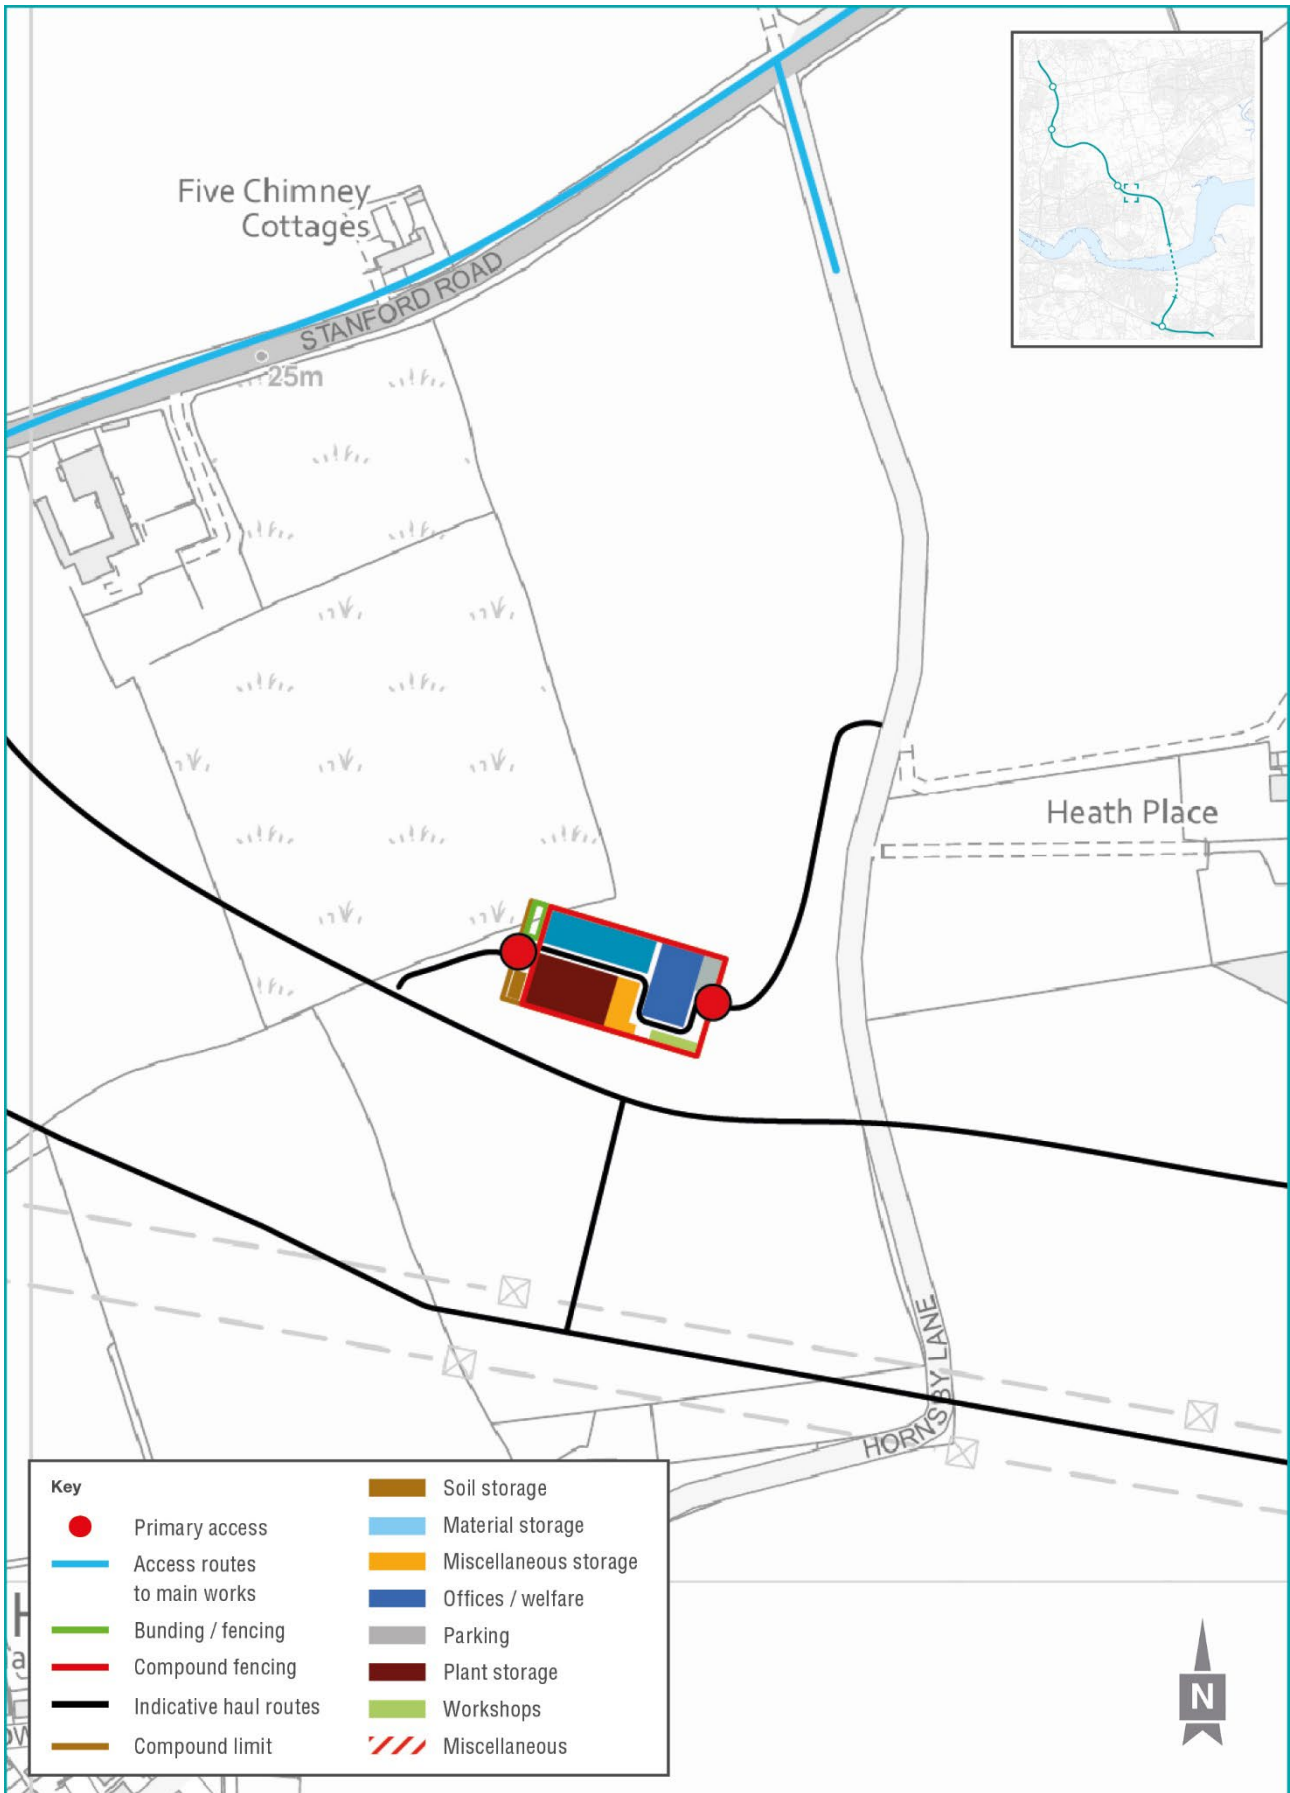 Five Chimney
Cottages
STANFORD ROAD
25m
Heath Place
HORNSBY LANE
Key
Primary access
Access routes
to main works
Bunding / fencing
Compound fencing
Indicative haul routes
Compound limit
Soil storage
Material storage
Miscellaneous storage
Offices / welfare
Parking
Plant storage
Workshops
Miscellaneous
N